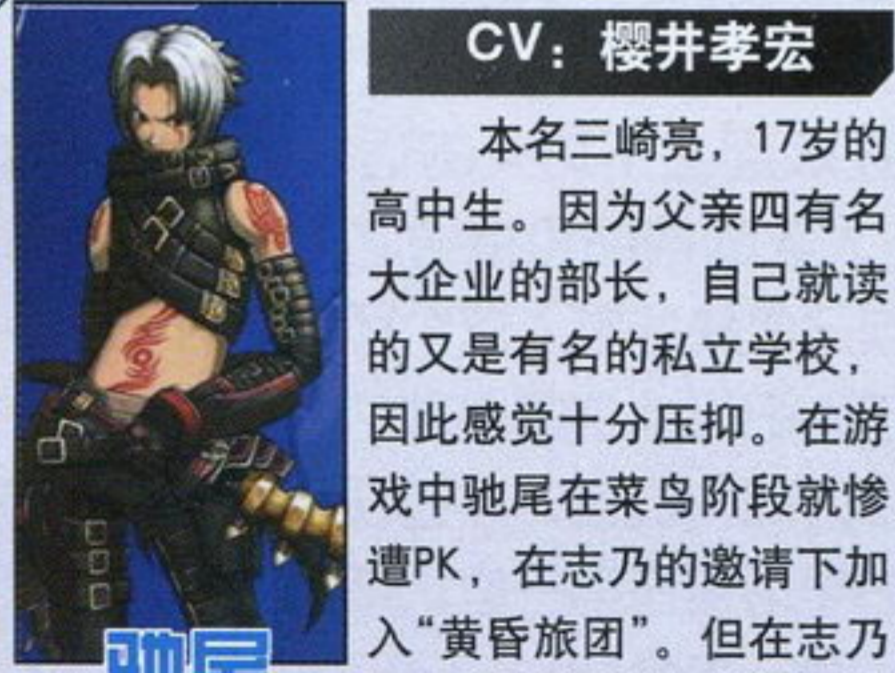 CV：樱井孝宏
本名三崎亮，17岁的
高中生。因为父亲四有名
大企业的部长，自己就读
的又是有名的私立学校，
因此感觉十分压抑。在游
戏中驰尾在菜鸟阶段就惨
遭PK，在志乃的邀请下加
入“黄昏旅团”。但在志乃
驰尾